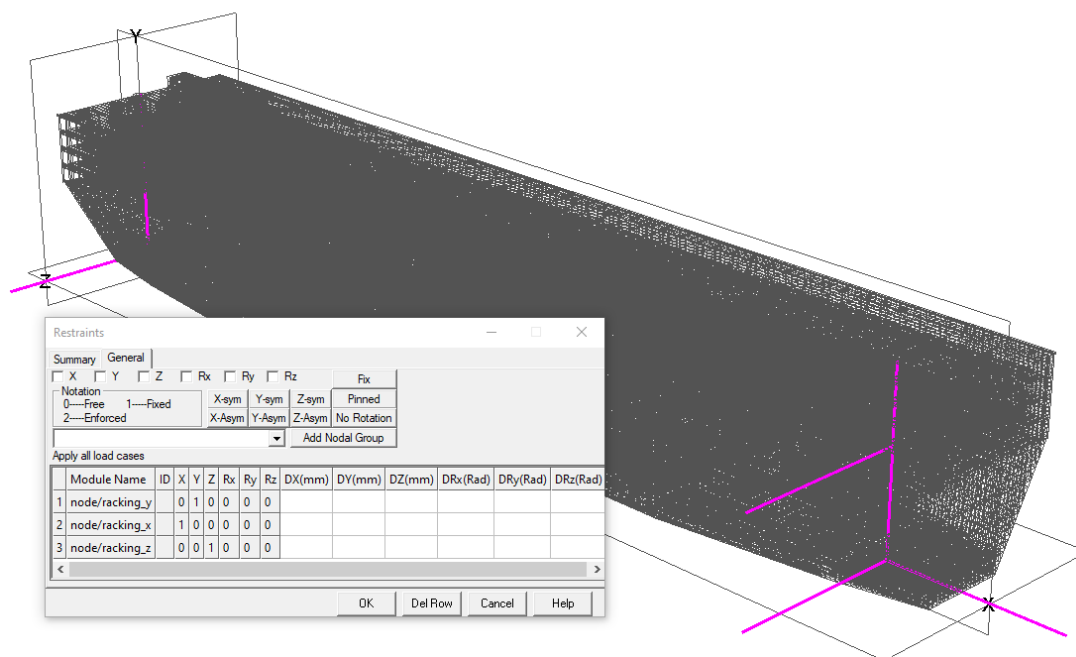 Y
Z
X
Restraints
Summary General
X Y Z Rx Ry Rz Fix
Notation
0----Free 1----Fixed
2----Enforced
X-sym Y-sym Z-sym Pinned
X-Asym Y-Asym Z-Asym No Rotation
Add Nodal Group
Apply all load cases
Module Name ID X Y Z Rx Ry Rz DX(mm) DY(mm) DZ(mm) DRx(Rad) DRy(Rad) DRz(Rad)
1 node/racking_y 0 1 0 0 0 0
2 node/racking_x 1 0 0 0 0 0
3 node/racking_z 0 0 1 0 0 0
OK Del Row Cancel Help